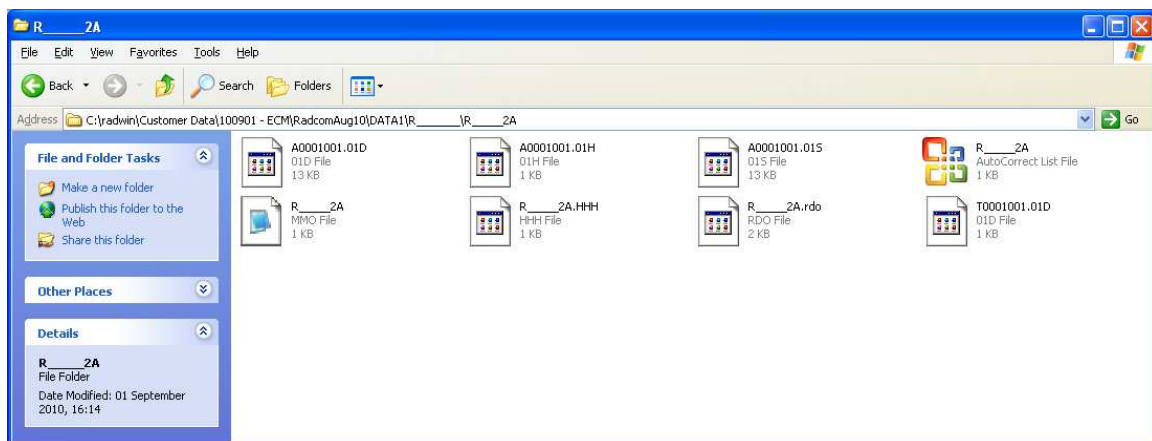 R_____2A
File Edit View Favorites Tools Help
Back Search Folders
Address C:\radwin\Customer Data\100901 - ECM\RadcomAug10\DATA1\R______\R_____2A Go
File and Folder Tasks
Make a new folder
Publish this folder to the
Web
Share this folder
Other Places
Details
R_____2A
File Folder
Date Modified: 01 September
2010, 16:14
A0001001.01D
01D File
13 KB
A0001001.01H
01H File
1 KB
A0001001.01S
01S File
13 KB
R_____2A
AutoCorrect List File
1 KB
R_____2A
MMO File
1 KB
R_____2A.HHH
HHH File
1 KB
R_____2A.rdo
RDO File
2 KB
T0001001.01D
01D File
1 KB